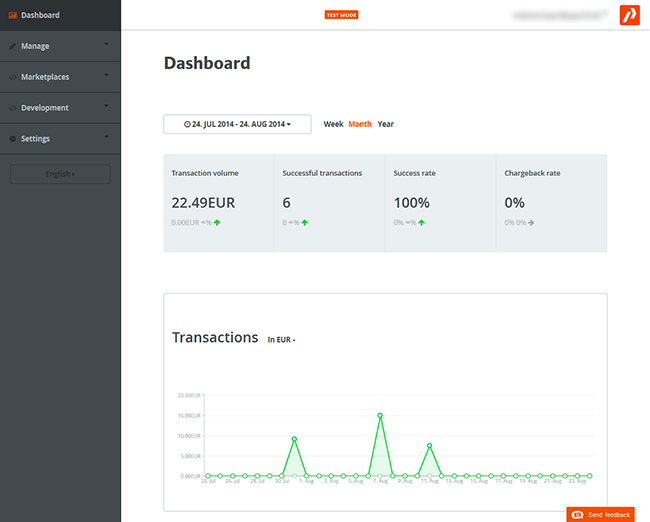 Dashboard
TEST MODE
Manage
Marketplaces
Development
Settings
English
Dashboard
24. JUL 2014 - 24. AUG 2014
Week Month Year
Transaction volume
22.49EUR
0.00EUR ∞%
Successful transactions
6
0 ∞%
Success rate
100%
0% ∞%
Chargeback rate
0%
0% 0%
Transactions In EUR
20.00EUR
15.00EUR
10.00EUR
5.00EUR
0.00EUR
24. Jul 26. Jul 28. Jul 30. Jul 1. Aug 3. Aug 5. Aug 7. Aug 9. Aug 11. Aug 13. Aug 15. Aug 17. Aug 19. Aug 21. Aug 23. Aug
Send feedback